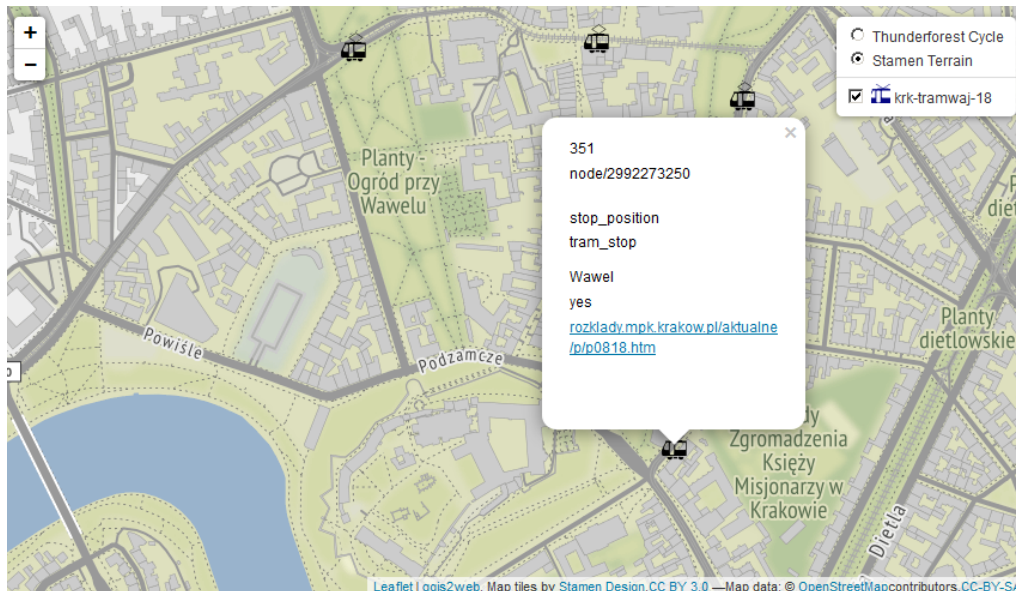 +
−
Thunderforest Cycle
Stamen Terrain
krk-tramwaj-18
×
351
node/2992273250
stop_position
tram_stop
Wawel
yes
rozklady.mpk.krakow.pl/aktualne
/p/p0818.htm
Planty -
Ogród przy
Wawelu
Powiśle
Podzamcze
Planty
dietlowskie
Zgromadzenia
Księży
Misjonarzy w
Krakowie
Dietla
Leaflet | qgis2web, Map tiles by Stamen Design,CC BY 3.0 —Map data: © OpenStreetMapcontributors,CC-BY-SA